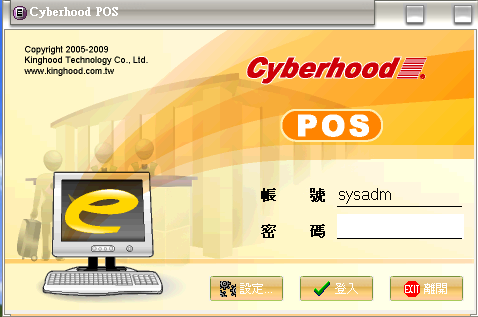 Cyberhood POS
Copyright 2005-2009
Kinghood Technology Co., Ltd.
www.kinghood.com.tw
Cyberhood
POS
帳 號 sysadm
密 碼
設定... 登入 EXIT 離開